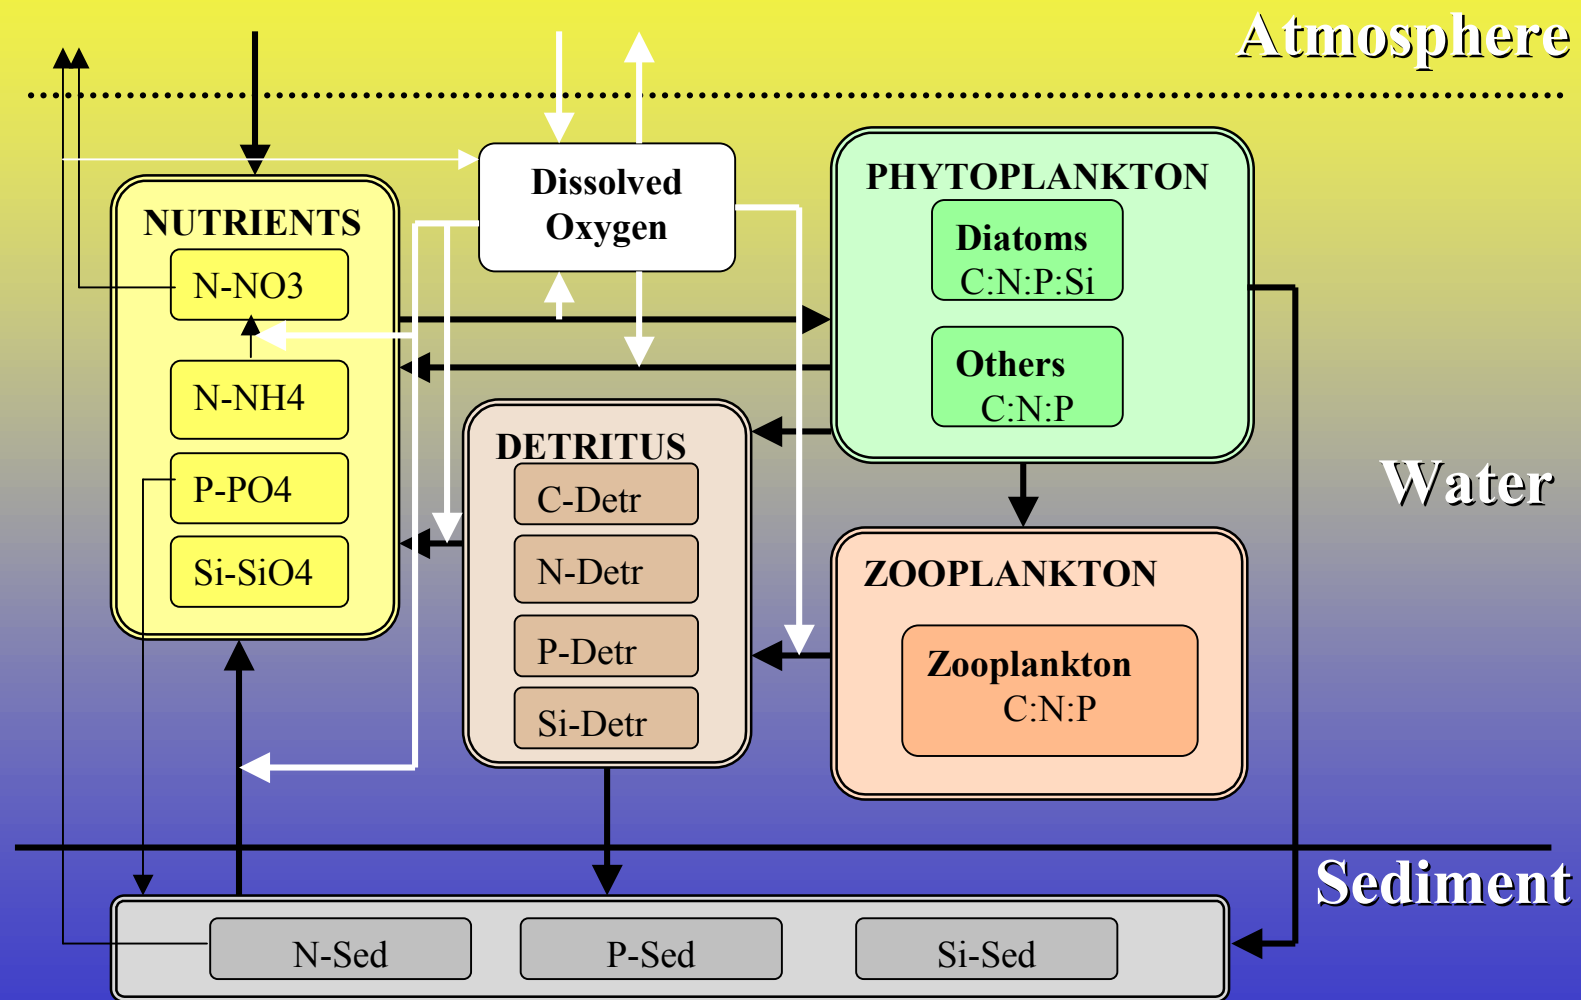 Atmosphere
NUTRIENTS
N-NO3
N-NH4
P-PO4
Si-SiO4
Dissolved
Oxygen
PHYTOPLANKTON
Diatoms
C:N:P:Si
Others
C:N:P
DETRITUS
C-Detr
N-Detr
P-Detr
Si-Detr
Water
ZOOPLANKTON
Zooplankton
C:N:P
Sediment
N-Sed
P-Sed
Si-Sed